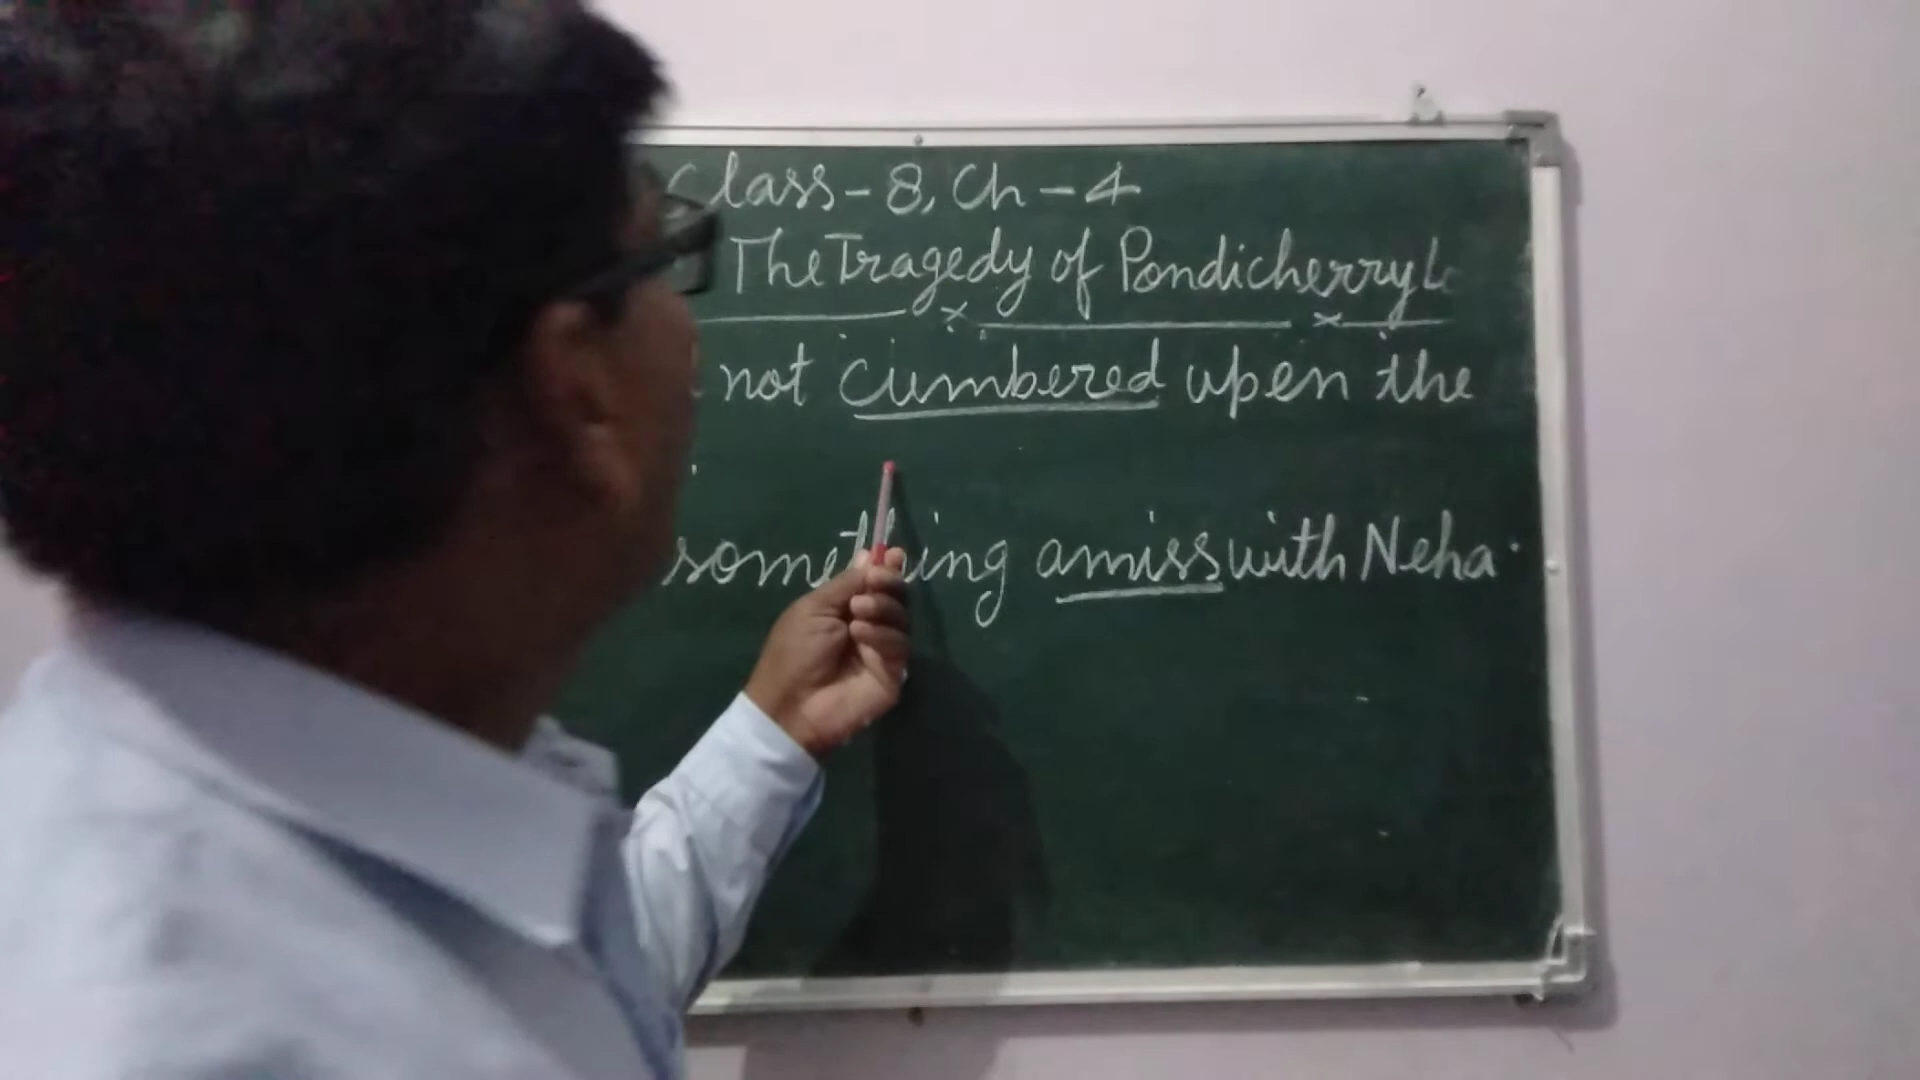 Class-8, Ch-4
The Tragedy of Pondicherry
not cumbered upon the
something amiss with Neha.